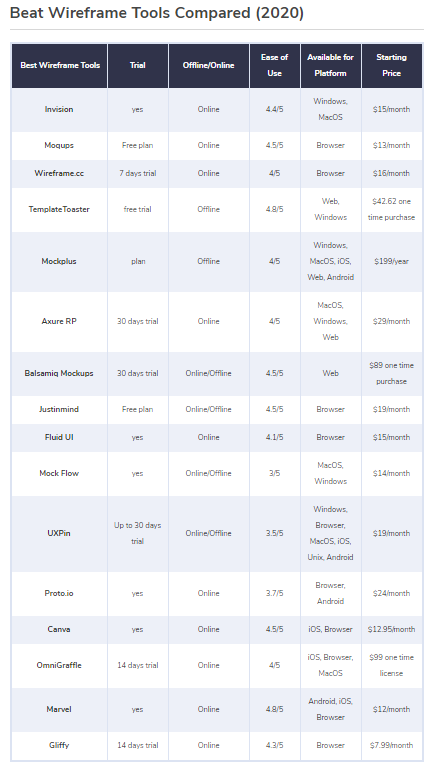 Beat Wireframe Tools Compared (2020)
Best Wireframe Tools Trial Offline/Online Ease of Use Available for Platform Starting Price
Invision yes Online 4.4/5 Windows, MacOS $15/month
Moqups Free plan Online 4.5/5 Browser $13/month
Wireframe.cc 7 days trial Online 4/5 Browser $16/month
TemplateToaster free trial Offline 4.8/5 Web, Windows $42.62 one time purchase
Mockplus plan Offline 4/5 Windows, MacOS, iOS, Web, Android $199/year
Axure RP 30 days trial Online 4/5 MacOS, Windows, Web $29/month
Balsamiq Mockups 30 days trial Online/Offline 4.5/5 Web $89 one time purchase
Justinmind Free plan Online/Offline 4.5/5 Browser $19/month
Fluid UI yes Online 4.1/5 Browser $15/month
Mock Flow yes Online/Offline 3/5 MacOS, Windows $14/month
UXPin Up to 30 days trial Online/Offline 3.5/5 Windows, Browser, MacOS, iOS, Unix, Android $19/month
Proto.io yes Online 3.7/5 Browser, Android $24/month
Canva yes Online 4.5/5 iOS, Browser $12.95/month
OmniGraffle 14 days trial Online 4/5 iOS, Browser, MacOS $99 one time license
Marvel yes Online 4.8/5 Android, iOS, Browser $12/month
Gliffy 14 days trial Online 4.3/5 Browser $7.99/month